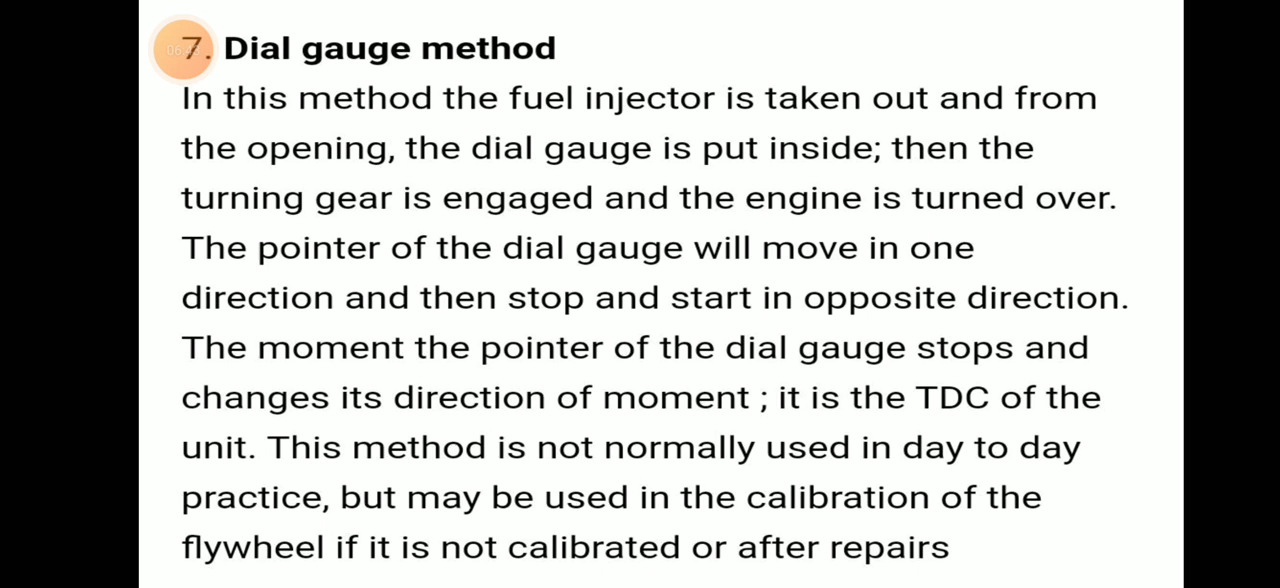 7. Dial gauge method
In this method the fuel injector is taken out and from
the opening, the dial gauge is put inside; then the
turning gear is engaged and the engine is turned over.
The pointer of the dial gauge will move in one
direction and then stop and start in opposite direction.
The moment the pointer of the dial gauge stops and
changes its direction of moment ; it is the TDC of the
unit. This method is not normally used in day to day
practice, but may be used in the calibration of the
flywheel if it is not calibrated or after repairs